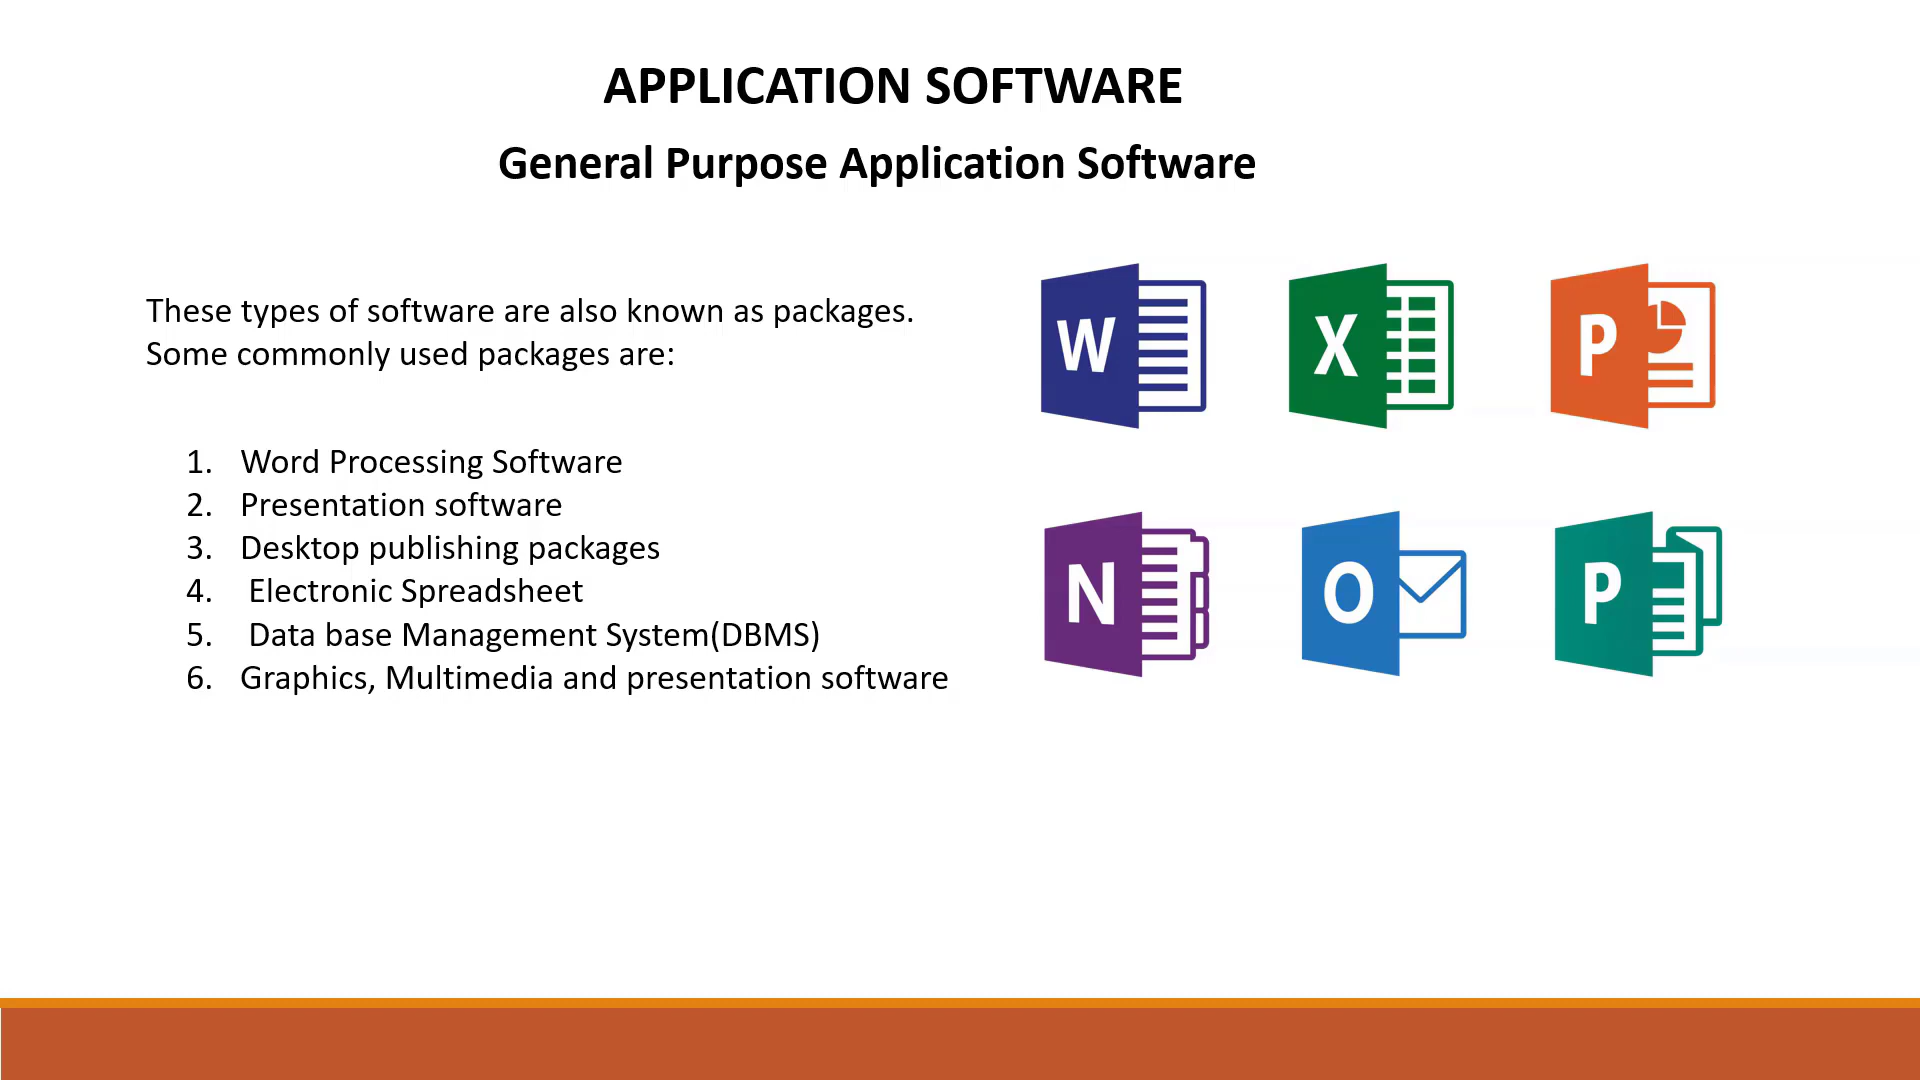 APPLICATION SOFTWARE
General Purpose Application Software
These types of software are also known as packages.
Some commonly used packages are:
1. Word Processing Software
2. Presentation software
3. Desktop publishing packages
4. Electronic Spreadsheet
5. Data base Management System(DBMS)
6. Graphics, Multimedia and presentation software
W X P
N O P